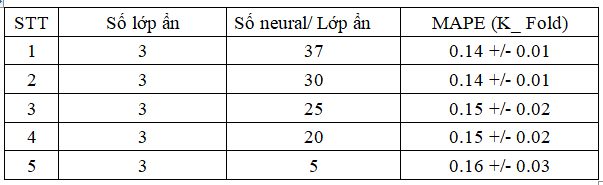 STT Số lớp ẩn Số neural/ Lớp ẩn MAPE (K_ Fold)
1 3 37 0.14 +/- 0.01
2 3 30 0.14 +/- 0.01
3 3 25 0.15 +/- 0.02
4 3 20 0.15 +/- 0.02
5 3 5 0.16 +/- 0.03